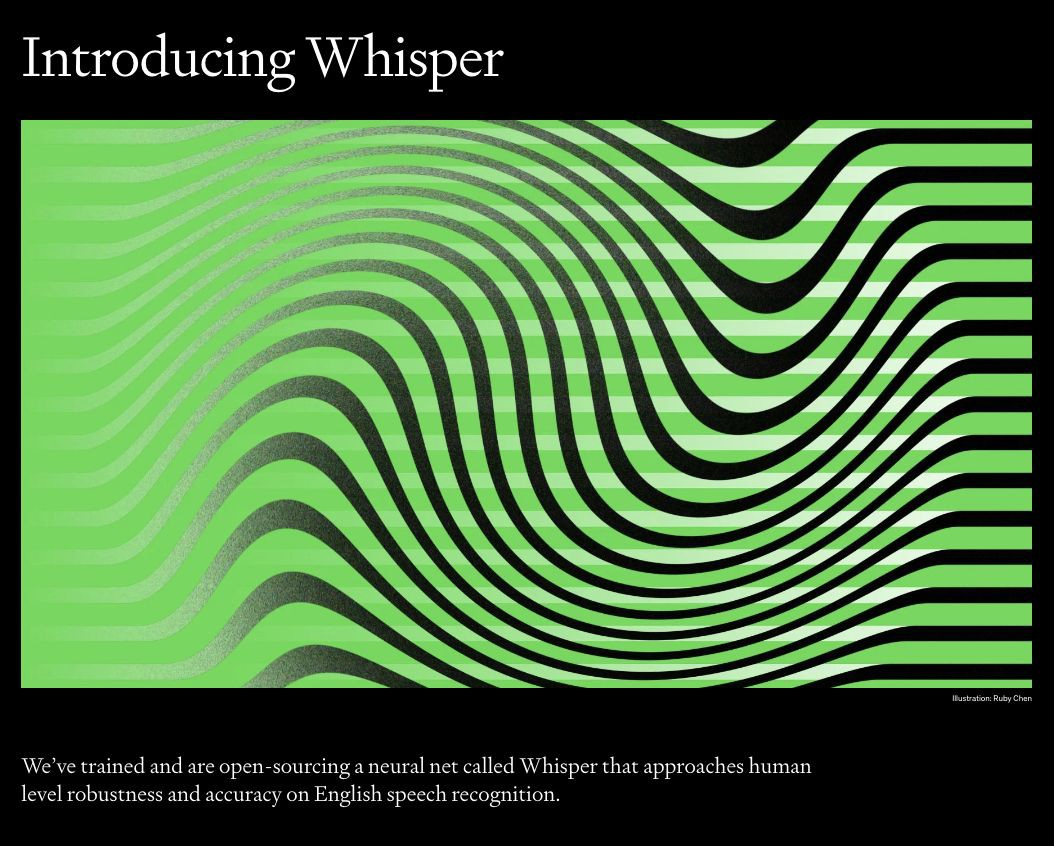 Introducing Whisper
Illustration: Ruby Chen
We’ve trained and are open-sourcing a neural net called Whisper that approaches human
level robustness and accuracy on English speech recognition.